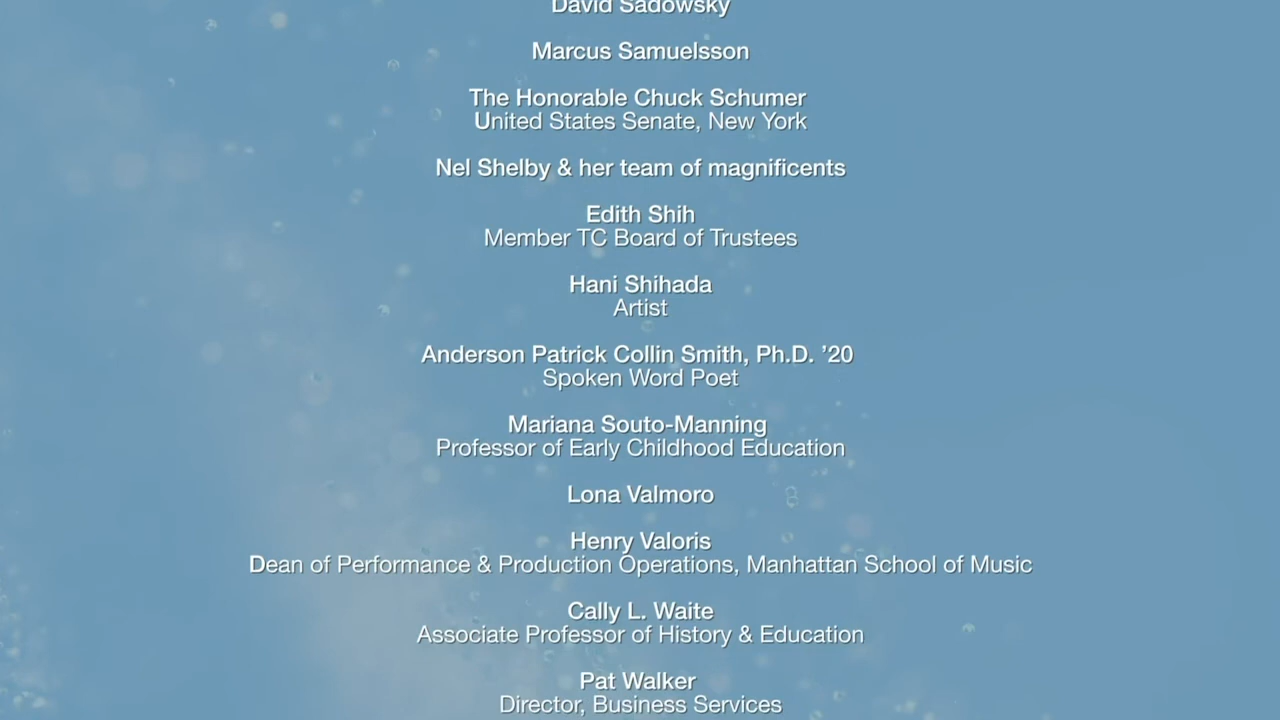 David Sadowsky
Marcus Samuelsson
The Honorable Chuck Schumer
United States Senate, New York
Nel Shelby & her team of magnificents
Edith Shih
Member TC Board of Trustees
Hani Shihada
Artist
Anderson Patrick Collin Smith, Ph.D. ’20
Spoken Word Poet
Mariana Souto-Manning
Professor of Early Childhood Education
Lona Valmoro
Henry Valoris
Dean of Performance & Production Operations, Manhattan School of Music
Cally L. Waite
Associate Professor of History & Education
Pat Walker
Director, Business Services